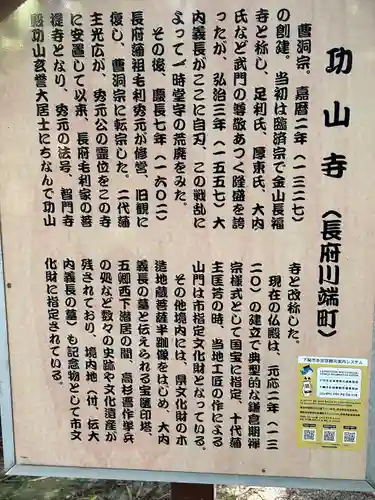 功山寺（長府川端町）
曹洞宗。嘉暦二年（一三二七）
の創建。当初は臨済宗で金山長福
寺と称し、足利氏、厚東氏、大内
氏など武門の尊敬あつく隆盛を誇
ったが、弘治三年（一五五七）大
内義長がここに自刃、この戦乱に
よって一時堂宇の荒廃をみた。
その後、慶長七年（一六〇二）
長府藩祖毛利秀元が修営、旧観に
復し、曹洞宗に転宗した。二代藩
主光広が、秀元公の霊位をこの寺
に安置して以来、長府毛利家の菩
提寺となり、秀元の法号、智門寺
殿功山玄誉大居士にちなんで功山
寺と改称した。
現在の仏殿は、元応二年（一三
二〇）の建立で典型的な鎌倉期禅
宗様式として国宝に指定、十代藩
主匡芳の時、当地工匠の作による
山門は市指定文化財となっている。
その他境内には、県文化財の木
造地蔵菩薩半跏像をはじめ、大内
義長の墓と伝えられる宝篋印塔、
五卿西下潜居の間、高杉晋作挙兵
の処など数々の史跡や文化遺産が
残されており、境内地（付、伝大
内義長の墓）も記念物として市文
化財に指定されている。